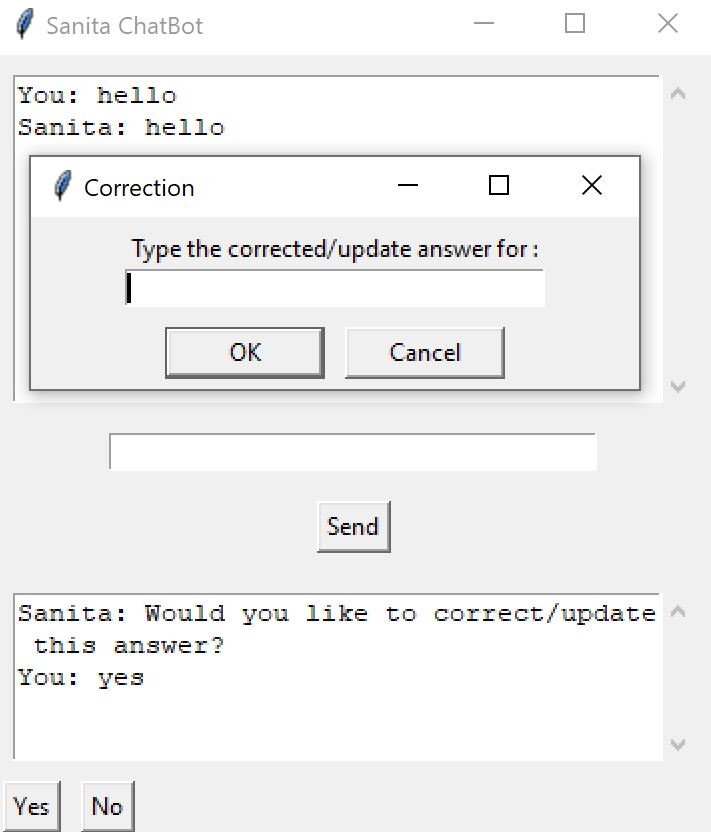 Sanita ChatBot
You: hello
Sanita: hello
Correction
Type the corrected/update answer for :
OK
Cancel
Send
Sanita: Would you like to correct/update
this answer?
You: yes
Yes
No